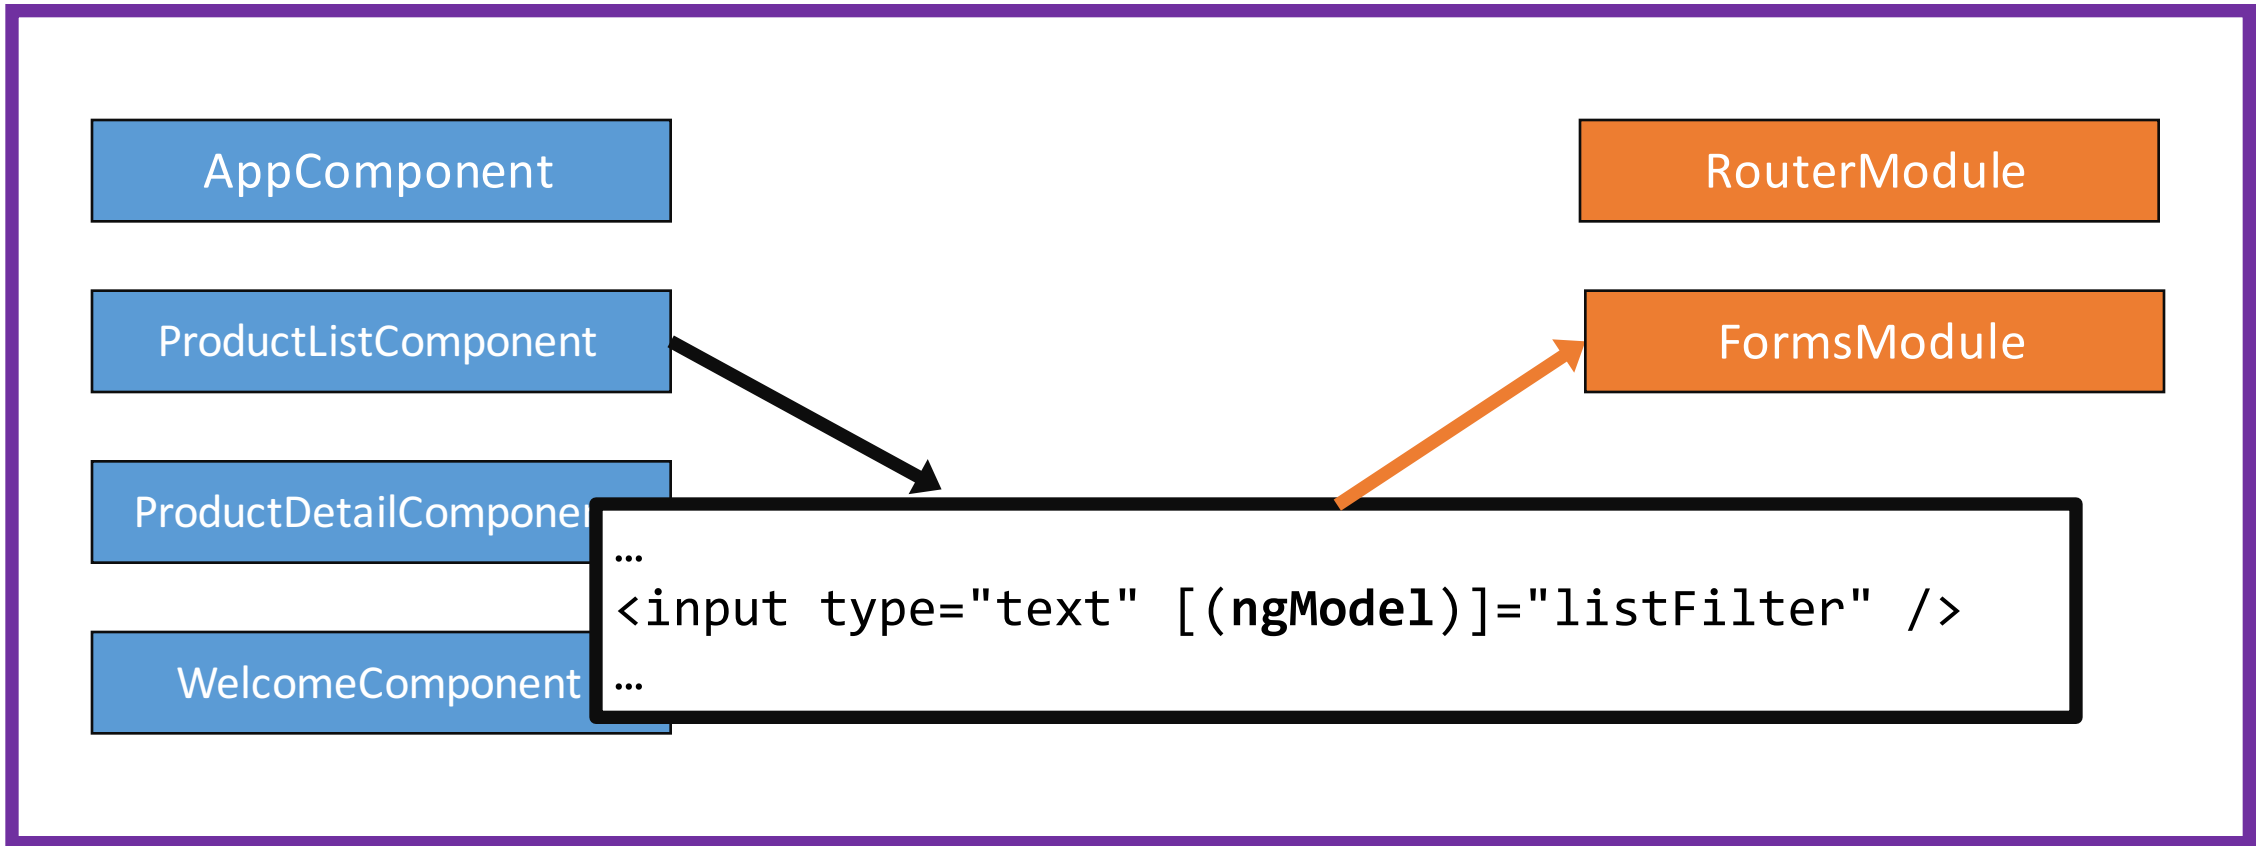 AppComponent
RouterModule
ProductListComponent
FormsModule
ProductDetailCompone
…
<input type="text" [(ngModel)]="listFilter" />
…
WelcomeComponent